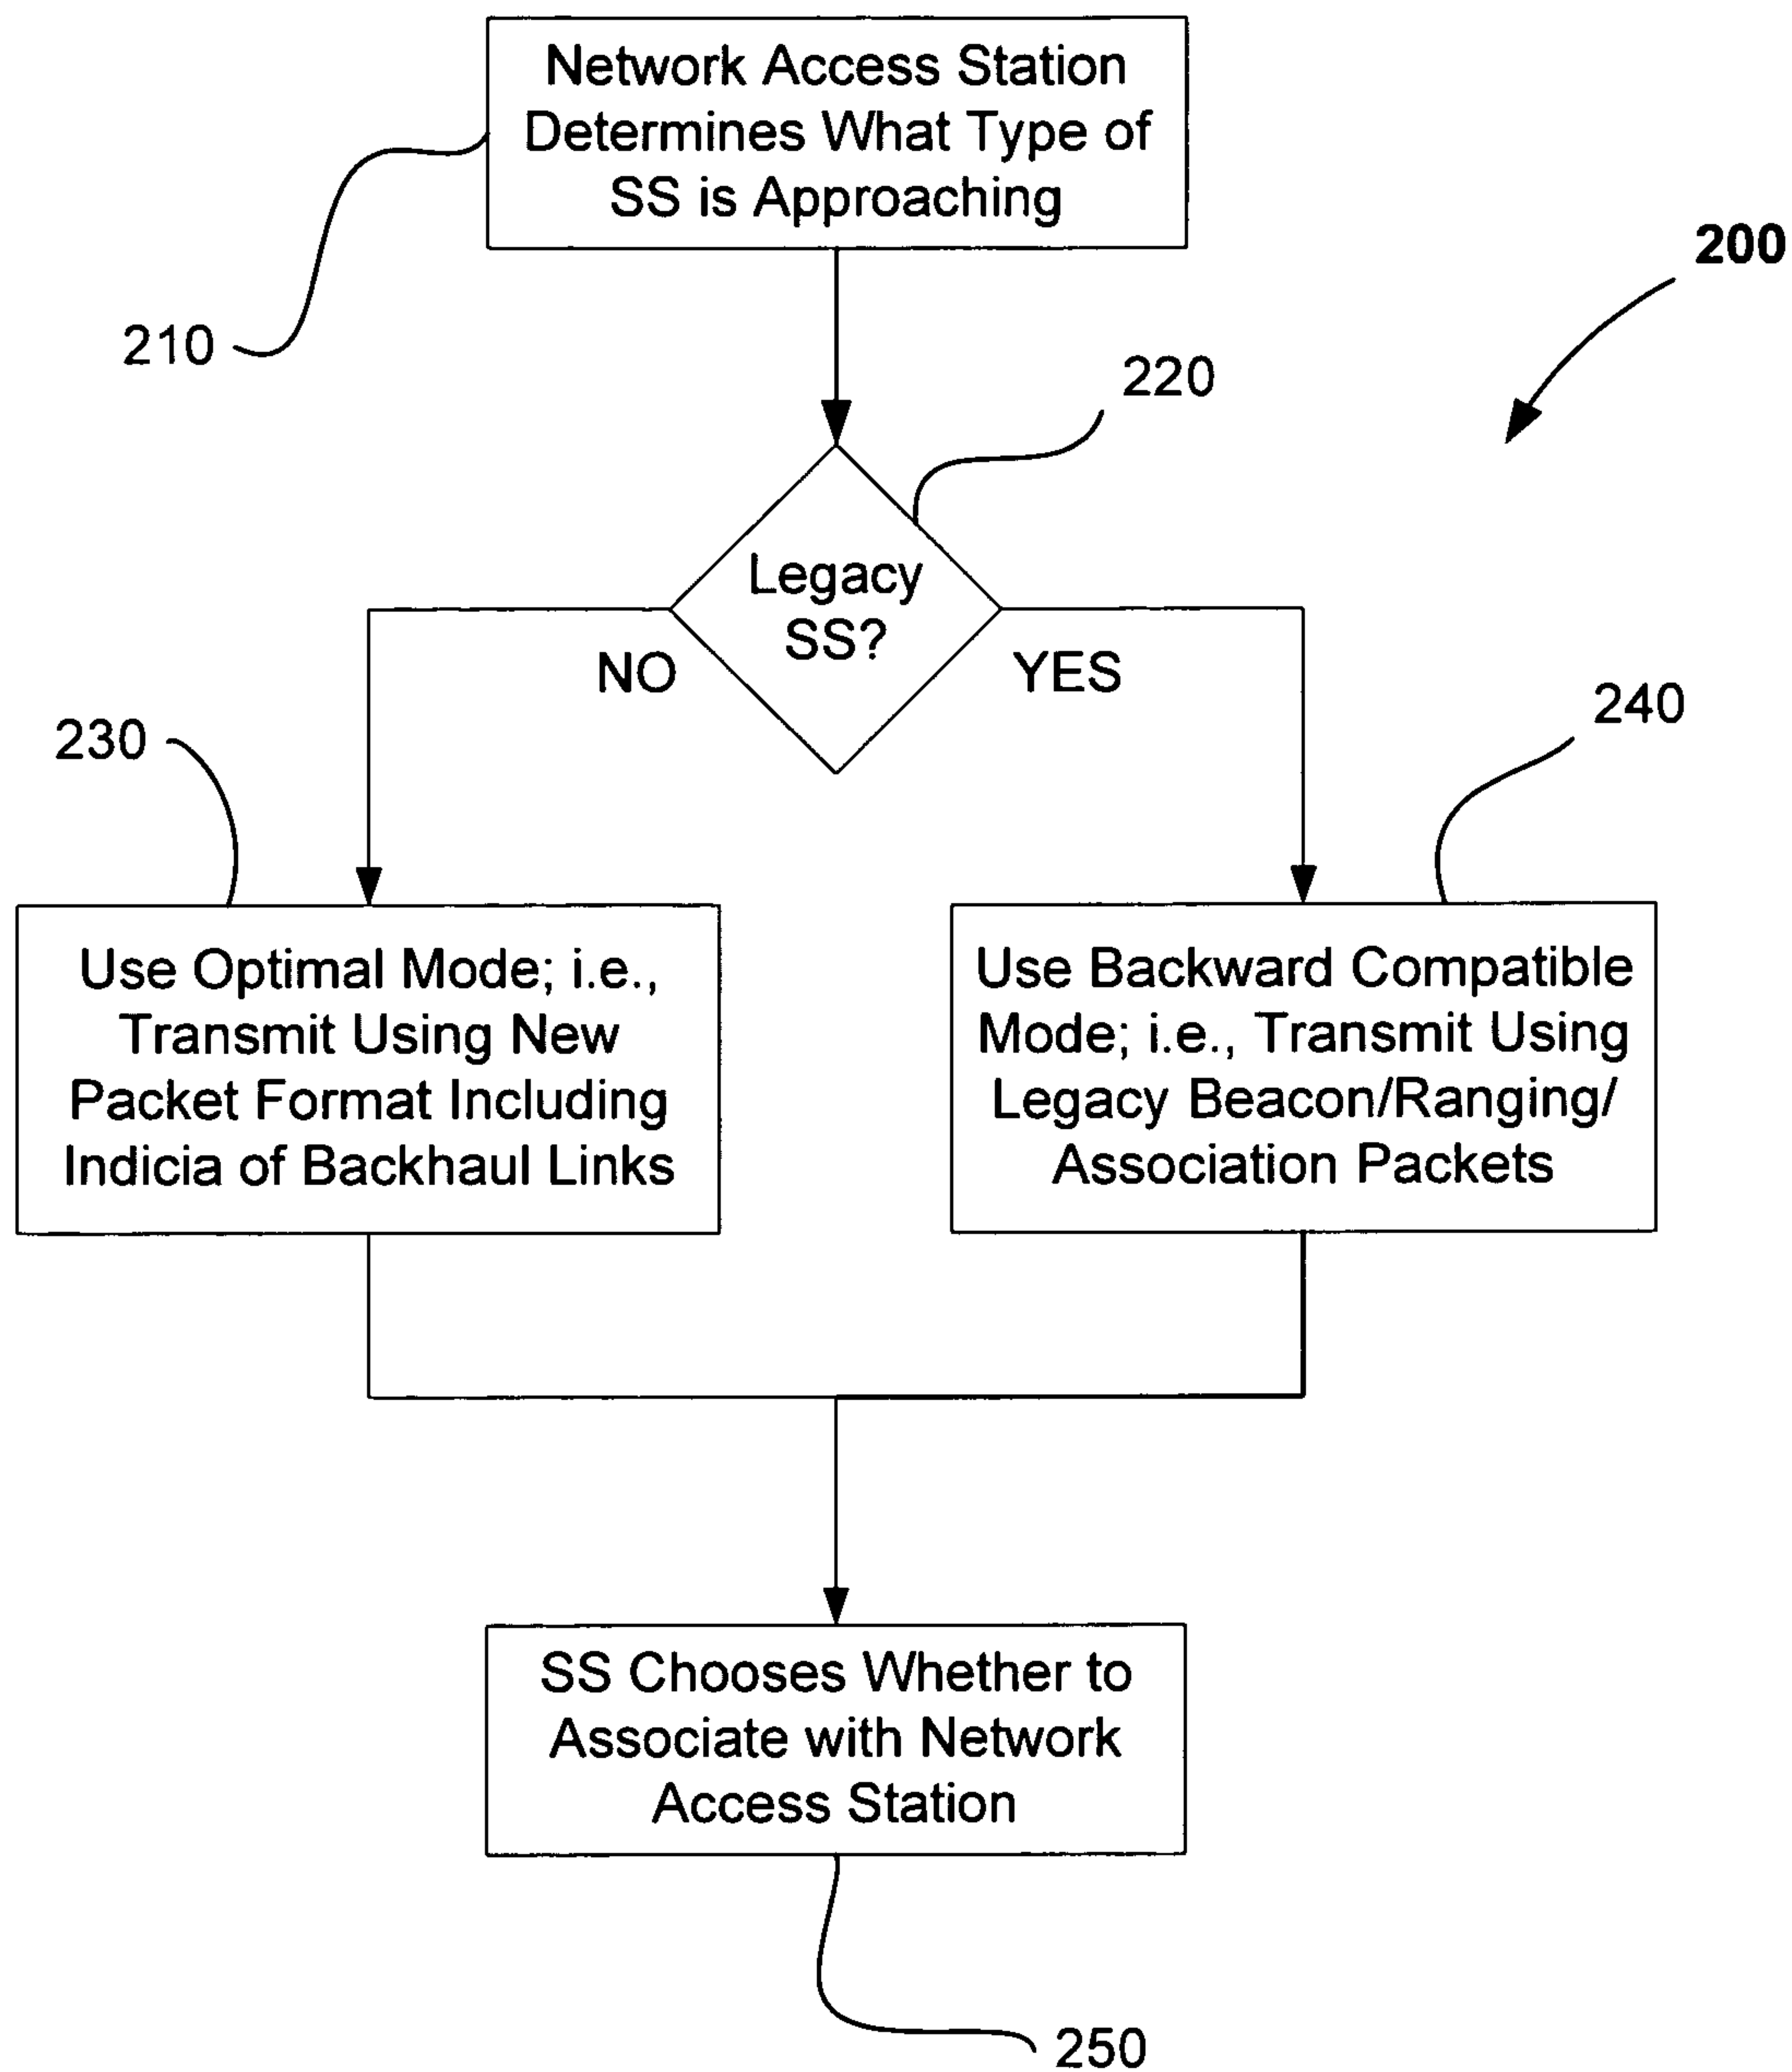 Network Access Station
Determines What Type of
SS is Approaching
200
210
220
Legacy
SS?
NO
YES
230
240
Use Optimal Mode; i.e.,
Transmit Using New
Packet Format Including
Indicia of Backhaul Links
Use Backward Compatible
Mode; i.e., Transmit Using
Legacy Beacon/Ranging/
Association Packets
SS Chooses Whether to
Associate with Network
Access Station
250